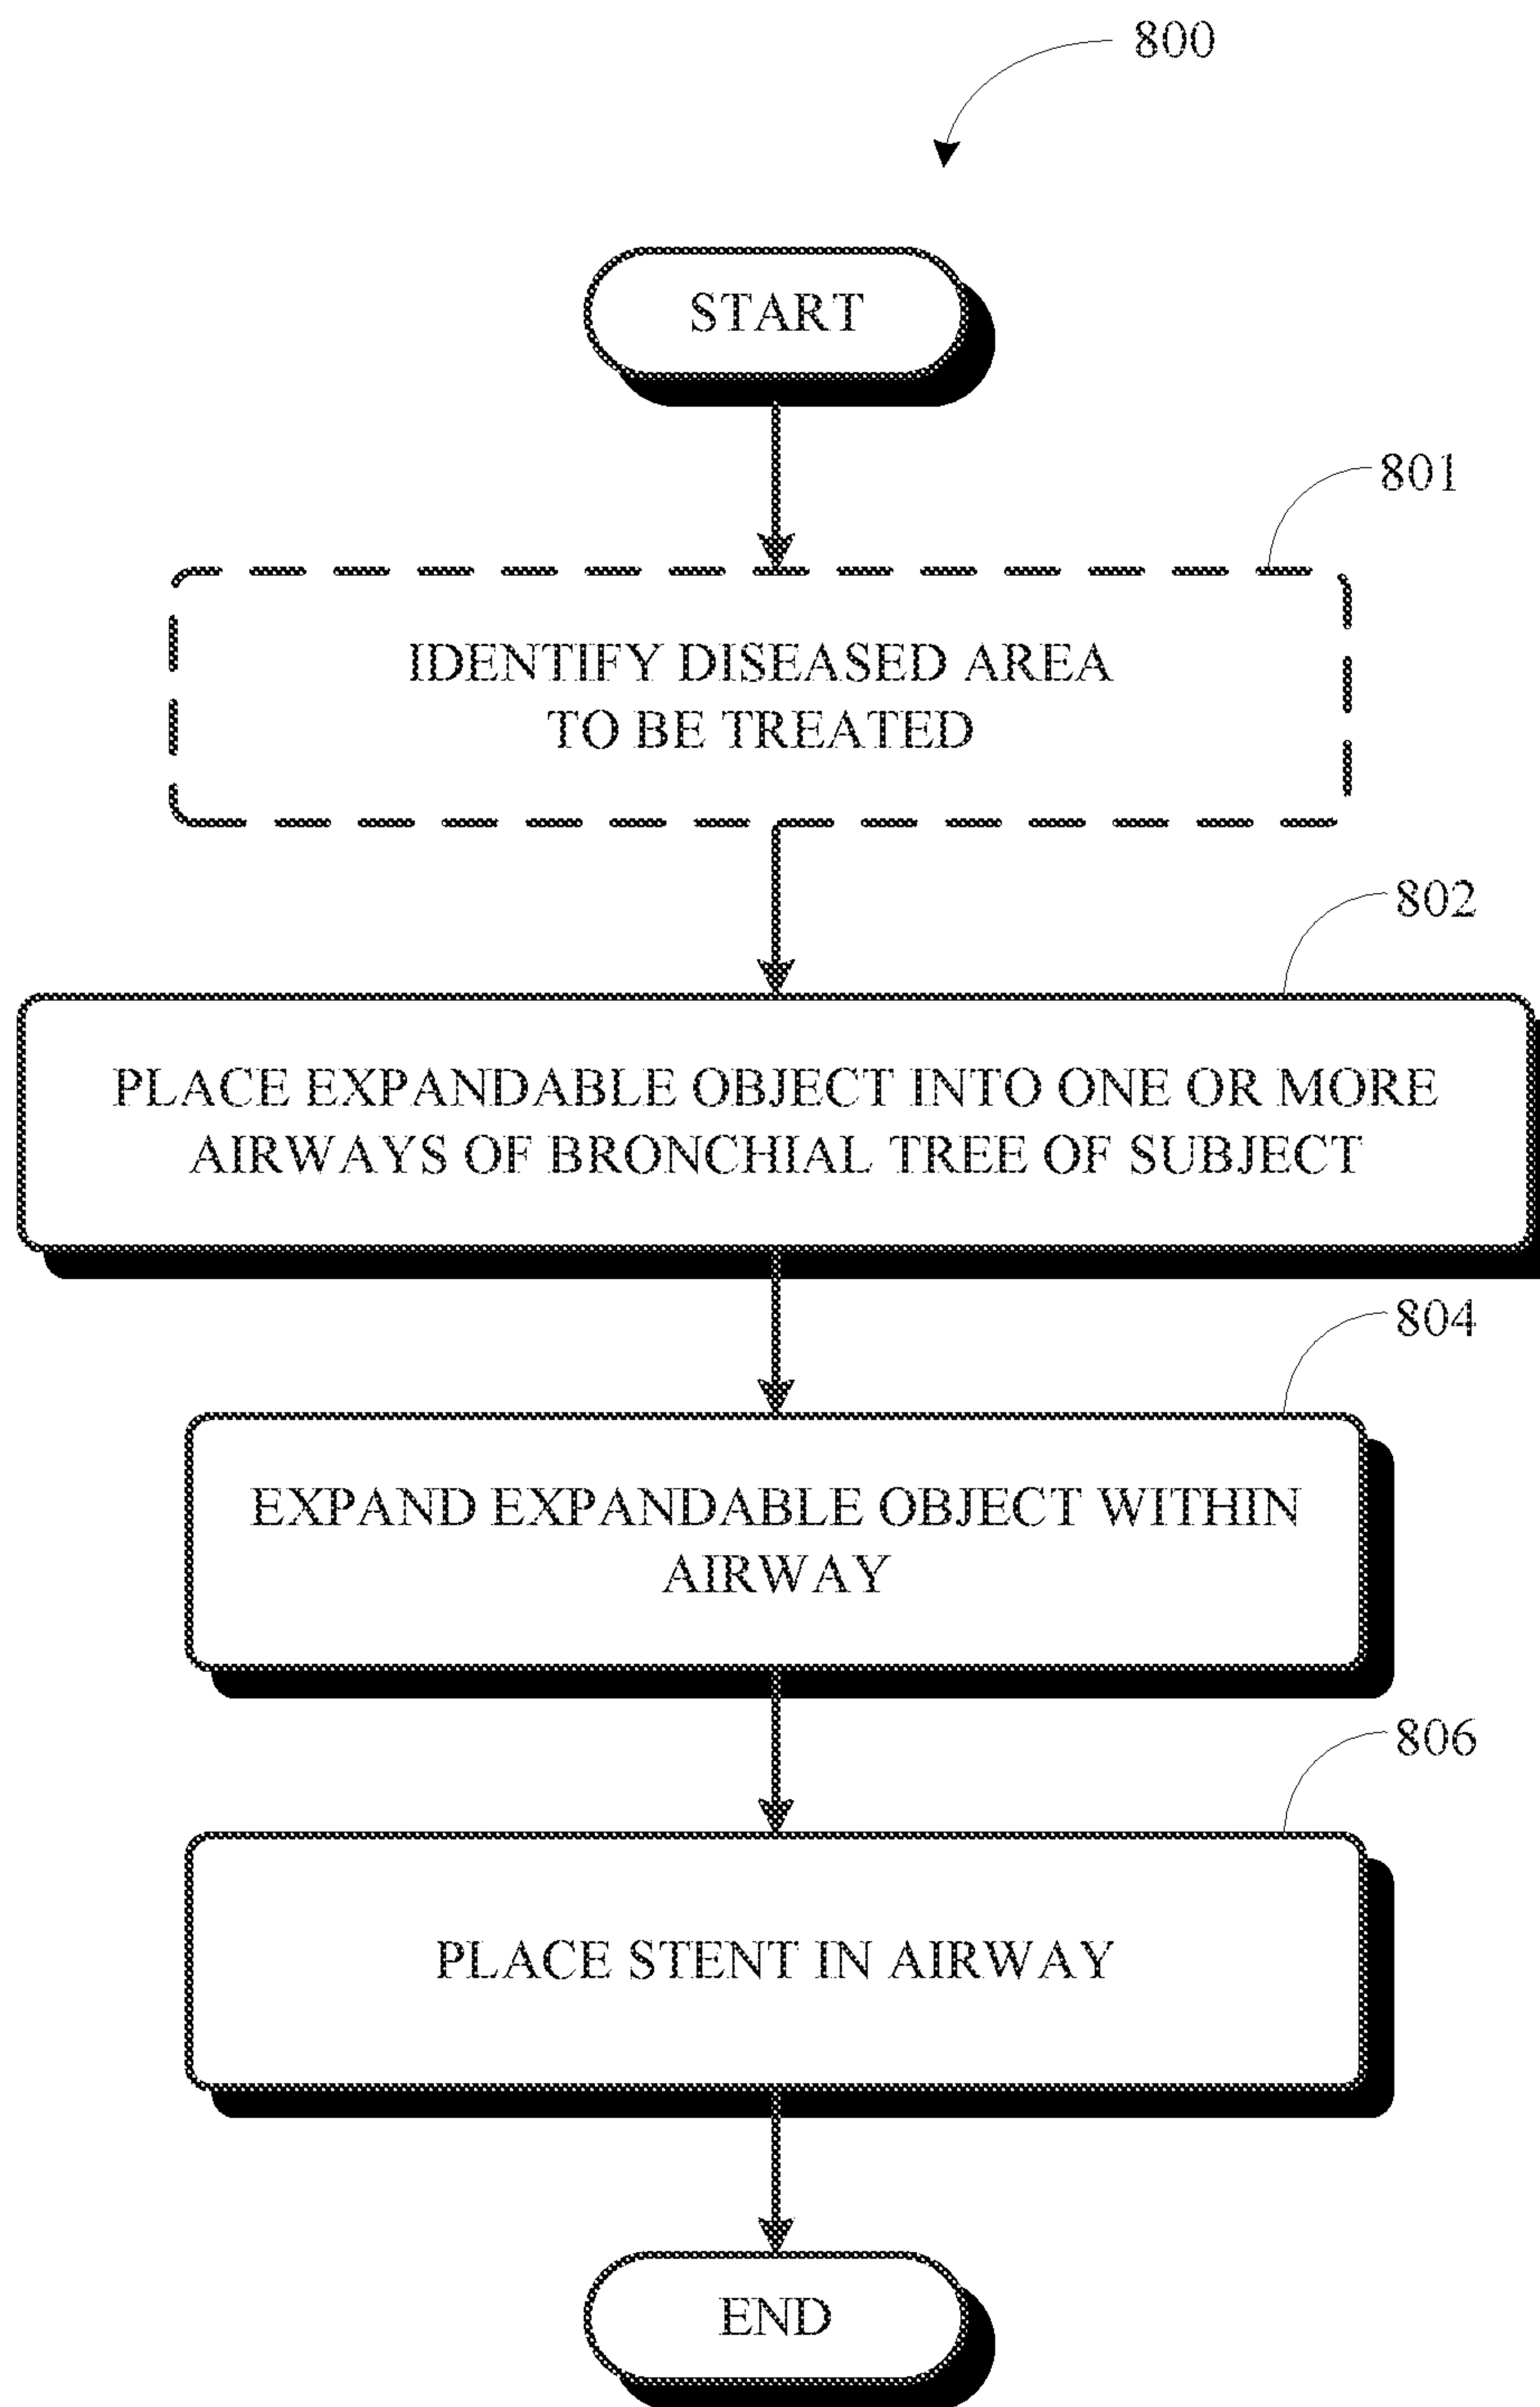 800
START
801
IDENTIFY DISEASED AREA
TO BE TREATED
802
PLACE EXPANDABLE OBJECT INTO ONE OR MORE
AIRWAYS OF BRONCHIAL TREE OF SUBJECT
804
EXPAND EXPANDABLE OBJECT WITHIN
AIRWAY
806
PLACE STENT IN AIRWAY
END